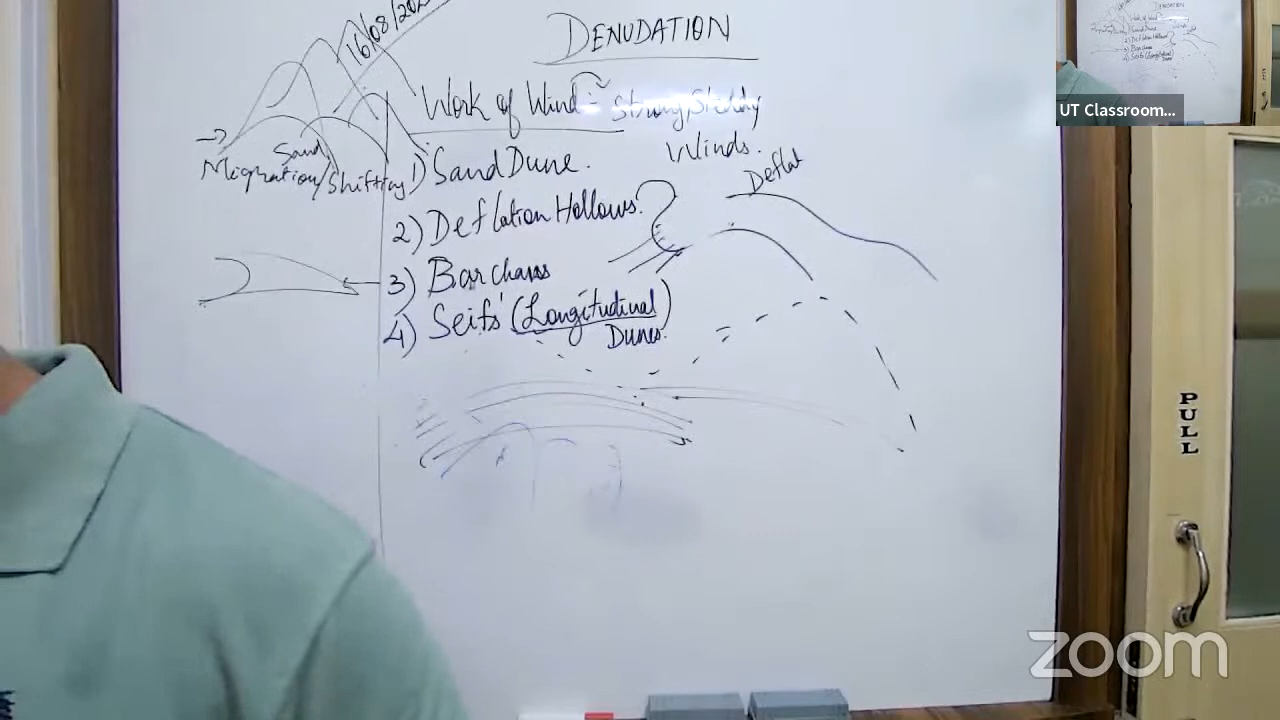 16/08/202
DENUDATION
Work of Wind :- Strong, Steady
Winds.
→ Sand
Migration/Shifting
1) Sand Dune.
2) Deflation Hollows.
Deflat
3) Barchans
4) Seifs (Longitudinal)
Dunes.
UT Classroom...
PULL
zoom